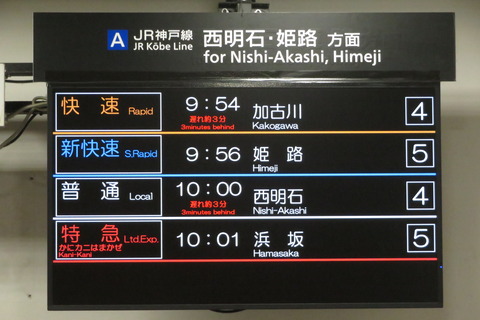 A JR神戸線 西明石・姫路 方面
JR Kōbe Line for Nishi-Akashi, Himeji
快速 Rapid 9:54 加古川 4
遅れ約3分
3minutes behind Kakogawa
新快速 S.Rapid 9:56 姫路 5
Himeji
普通 Local 10:00 西明石 4
遅れ約3分
3minutes behind Nishi-Akashi
特急 Ltd.Exp. 10:01 浜坂 5
かにカニはまかぜ
Kani-Kani Hamasaka